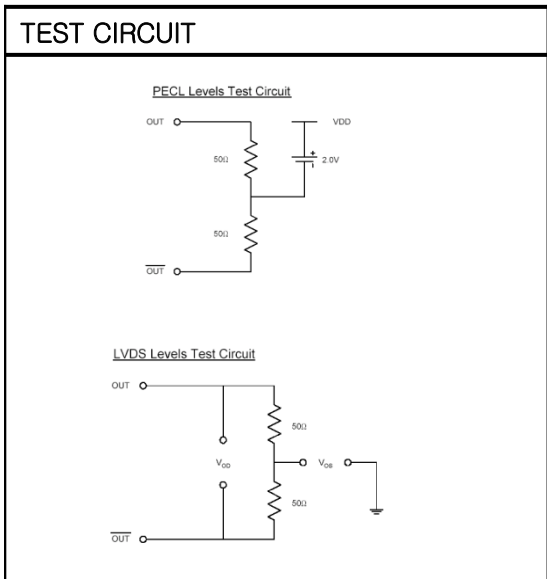 TEST CIRCUIT
PECL Levels Test Circuit
OUT
VDD
50Ω
+
2.0V
50Ω
OUT
LVDS Levels Test Circuit
OUT
50Ω
VOD
VOS
50Ω
OUT